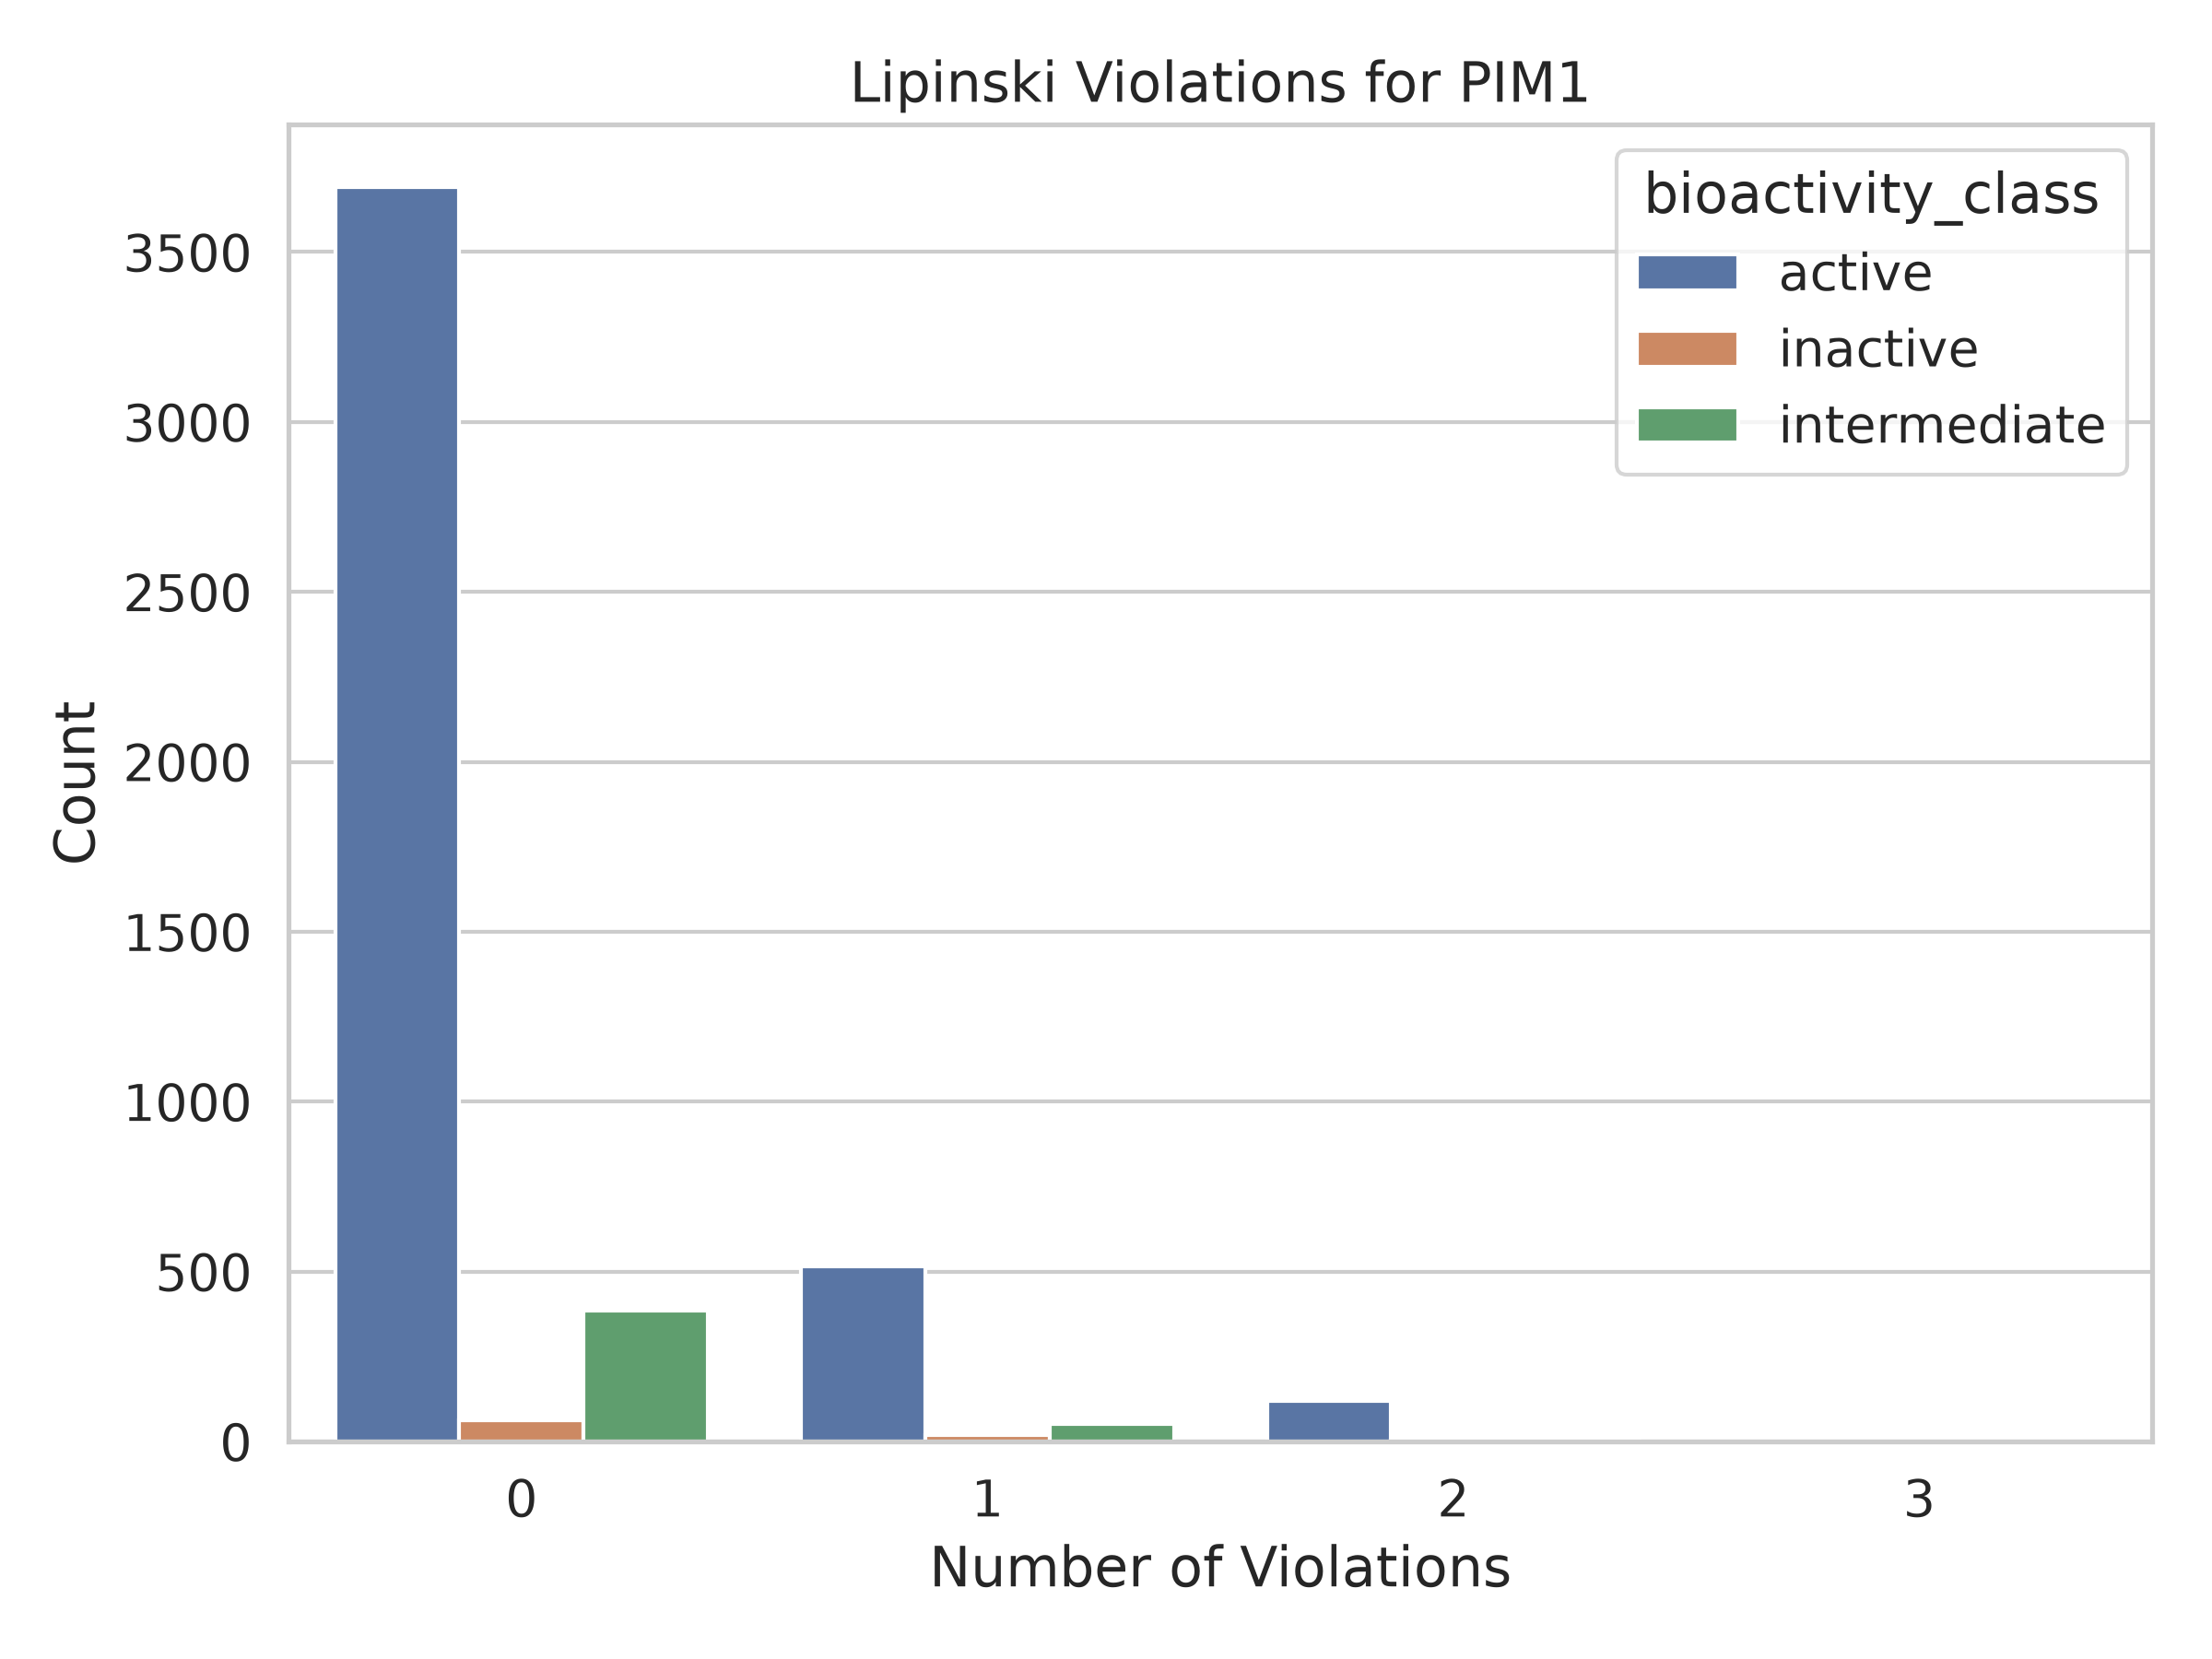 Lipinski Violations for PIM1
bioactivity_class
active
inactive
intermediate
3500
3000
2500
2000
1500
1000
500
0
Count
0 1 2 3
Number of Violations